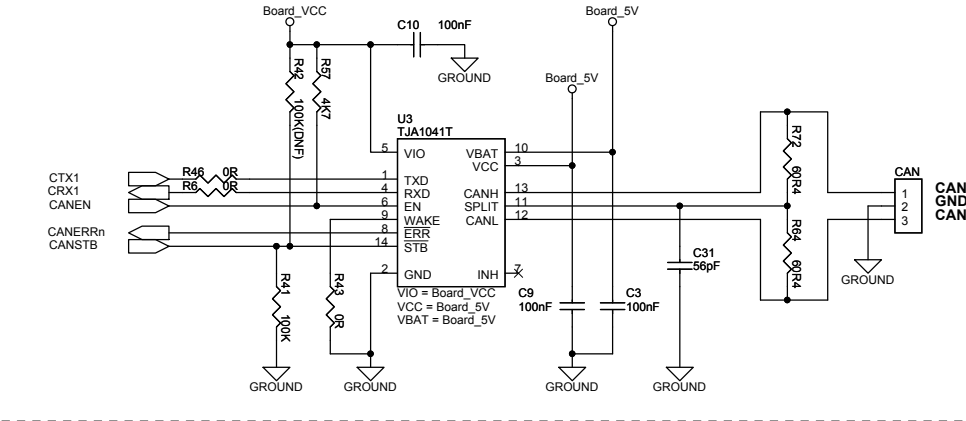 Board_VCC
C10 100nF
GROUND
Board_5V
Board_5V
R42
100K(DNF)
R57
4K7
U3
TJA1041T
5 VIO
VBAT 10
VCC 3
CTX1
R46 0R
1 TXD
CRX1
R6 0R
4 RXD
CANH 13
CANEN
6 EN
SPLIT 11
9 WAKE
CANL 12
CANERRn
8 ERR
CANSTB
14 STB
2 GND
INH 7
VIO = Board_VCC
VCC = Board_5V
VBAT = Board_5V
R41
100K
R43
0R
C9
100nF
C3
100nF
C31
56pF
R72
60R4
R64
60R4
CAN
1
2
3
CAN
GND
CAN
GROUND
GROUND
GROUND
GROUND
GROUND